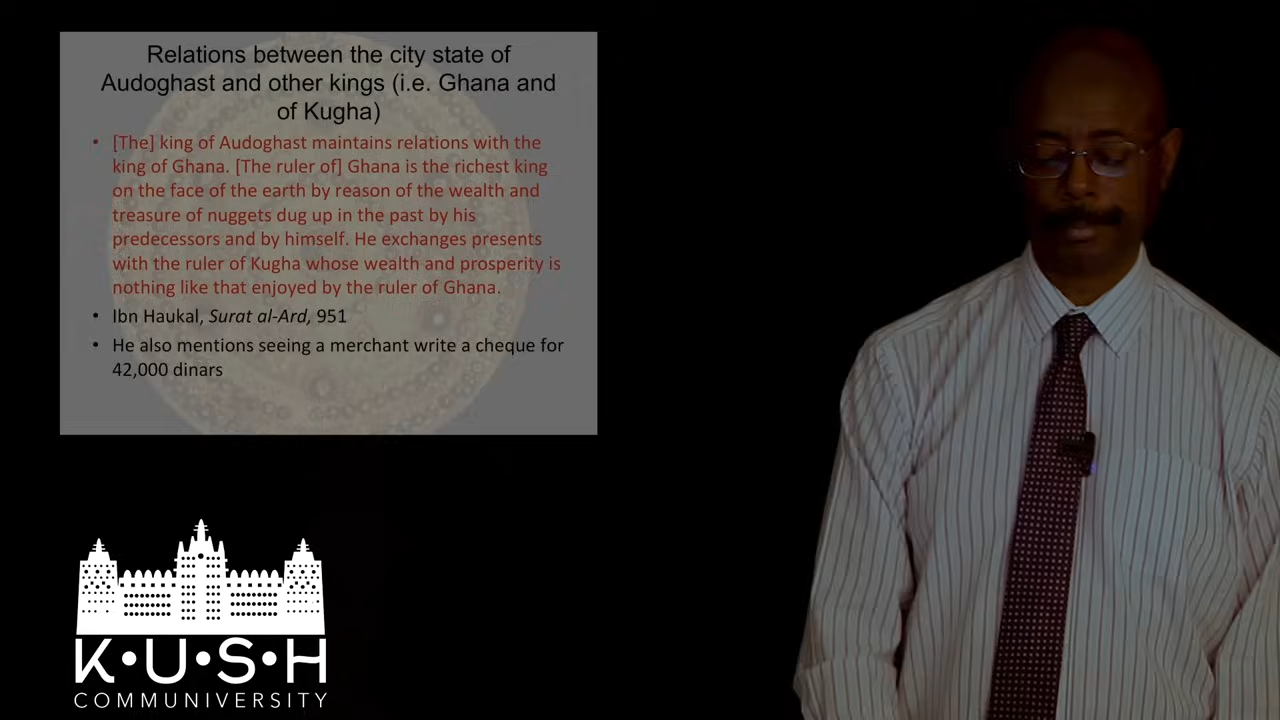 Relations between the city state of
Audoghast and other kings (i.e. Ghana and
of Kugha)
• [The] king of Audoghast maintains relations with the
king of Ghana. [The ruler of] Ghana is the richest king
on the face of the earth by reason of the wealth and
treasure of nuggets dug up in the past by his
predecessors and by himself. He exchanges presents
with the ruler of Kugha whose wealth and prosperity is
nothing like that enjoyed by the ruler of Ghana.
• Ibn Haukal, Surat al-Ard, 951
• He also mentions seeing a merchant write a cheque for
42,000 dinars
K•U•S•H
COMMUNIVERSITY